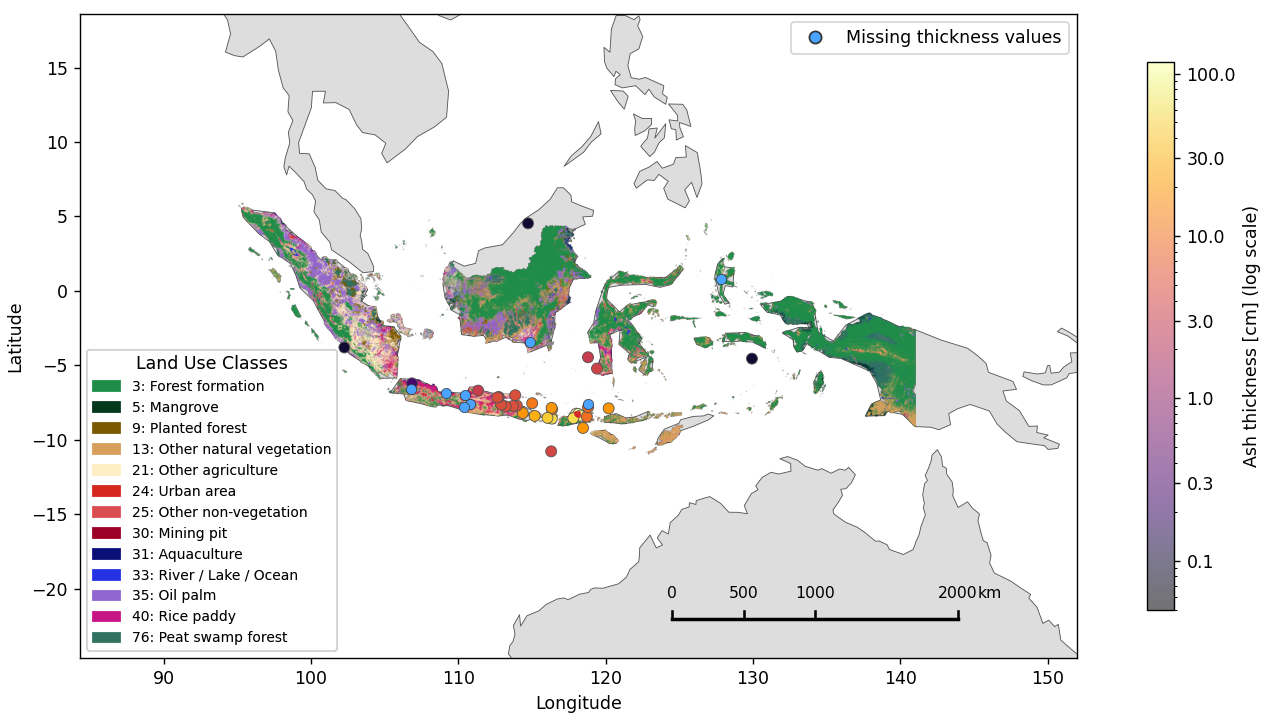 Missing thickness values
15
10
5
0
−5
−10
−15
−20
Latitude
Land Use Classes
3: Forest formation
5: Mangrove
9: Planted forest
13: Other natural vegetation
21: Other agriculture
24: Urban area
25: Other non-vegetation
30: Mining pit
31: Aquaculture
33: River / Lake / Ocean
35: Oil palm
40: Rice paddy
76: Peat swamp forest
0 500 1000 2000km
90 100 110 120 130 140 150
Longitude
100.0
30.0
10.0
3.0
1.0
0.3
0.1
Ash thickness [cm] (log scale)